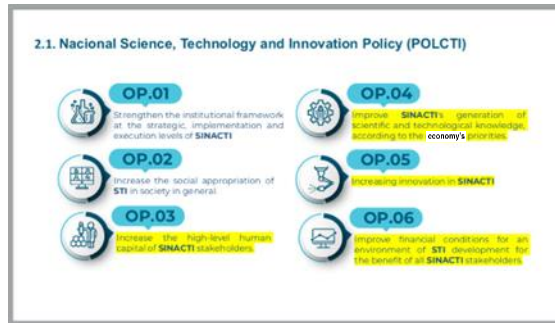 2.1. Nacional Science, Technology and Innovation Policy (POLCTI)
OP.01
Strengthen the institutional framework
at the strategic, implementation and
execution levels of SINACTI
OP.02
Increase the social appropriation of
STI in society in general.
OP.03
Increase the high-level human
capital of SINACTI stakeholders.
OP.04
Improve SINACTI's generation of
scientific and technological knowledge,
according to the economy's priorities.
OP.05
Increasing innovation in SINACTI
OP.06
Improve financial conditions for an
environment of STI development for
the benefit of all SINACTI stakeholders.